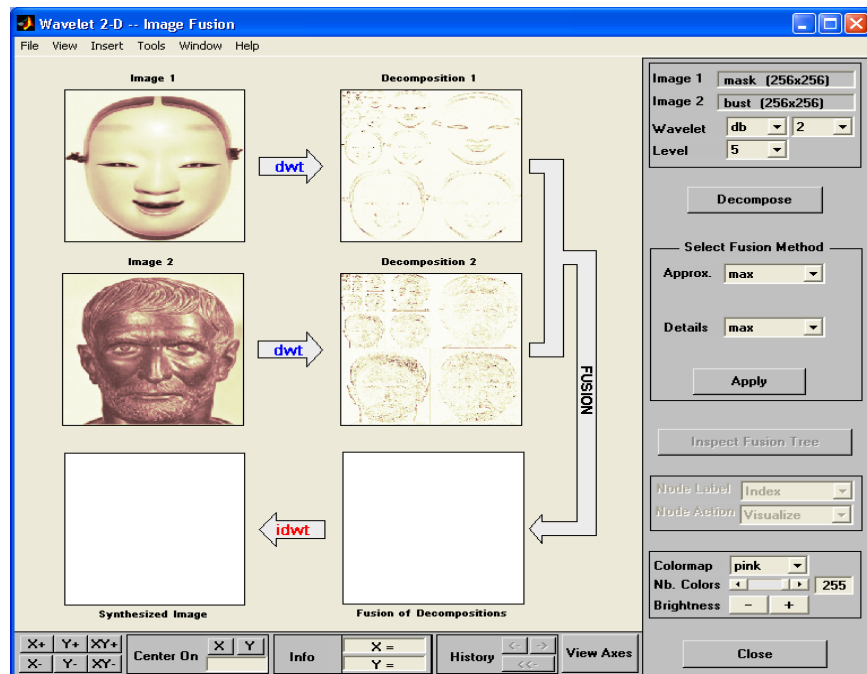 Wavelet 2-D -- Image Fusion
File View Insert Tools Window Help
Image 1
Decomposition 1
dwt
Image 2
Decomposition 2
dwt
FUSION
idwt
Synthesized Image
Fusion of Decompositions
Image 1 mask (256x256)
Image 2 bust (256x256)
Wavelet db 2
Level 5
Decompose
Select Fusion Method
Approx. max
Details max
Apply
Inspect Fusion Tree
Node Label Index
Node Action Visualize
Colormap pink
Nb. Colors 255
Brightness - +
X+ Y+ XY+
X- Y- XY-
Center On X Y
Info X =
Y =
History <- ->
<<-
View Axes
Close